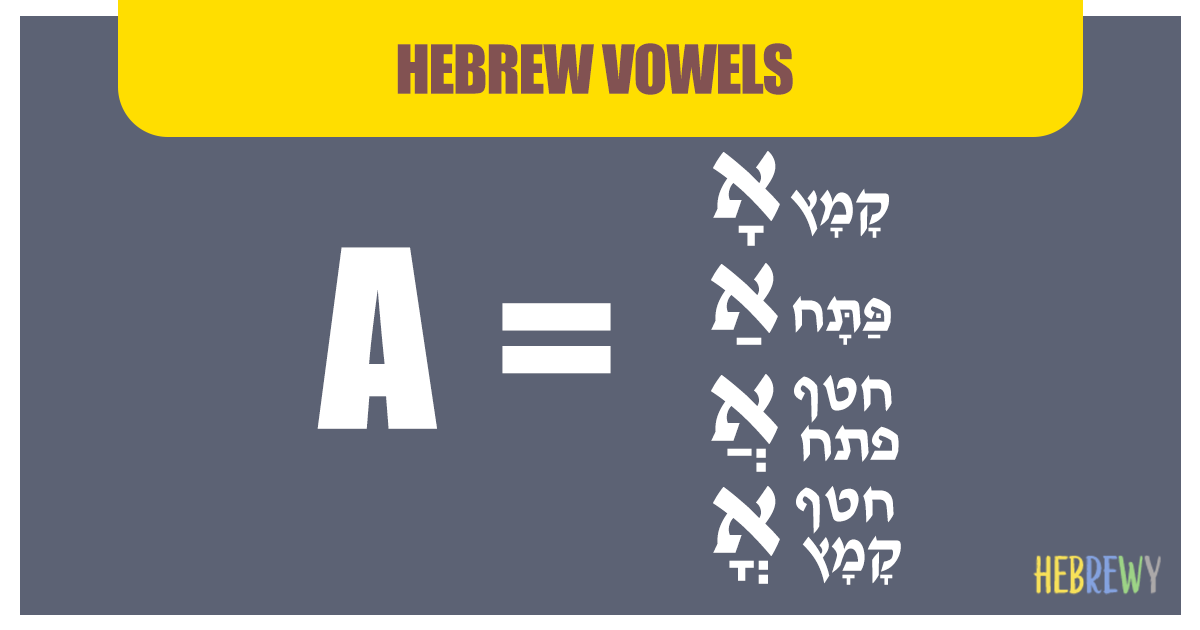 HEBREW VOWELS
A =
אָ קָמָץ
אַ פַּתָּח
אֲ חטף
פתח
אֳ חטף
קָמָץ
HEBREWY